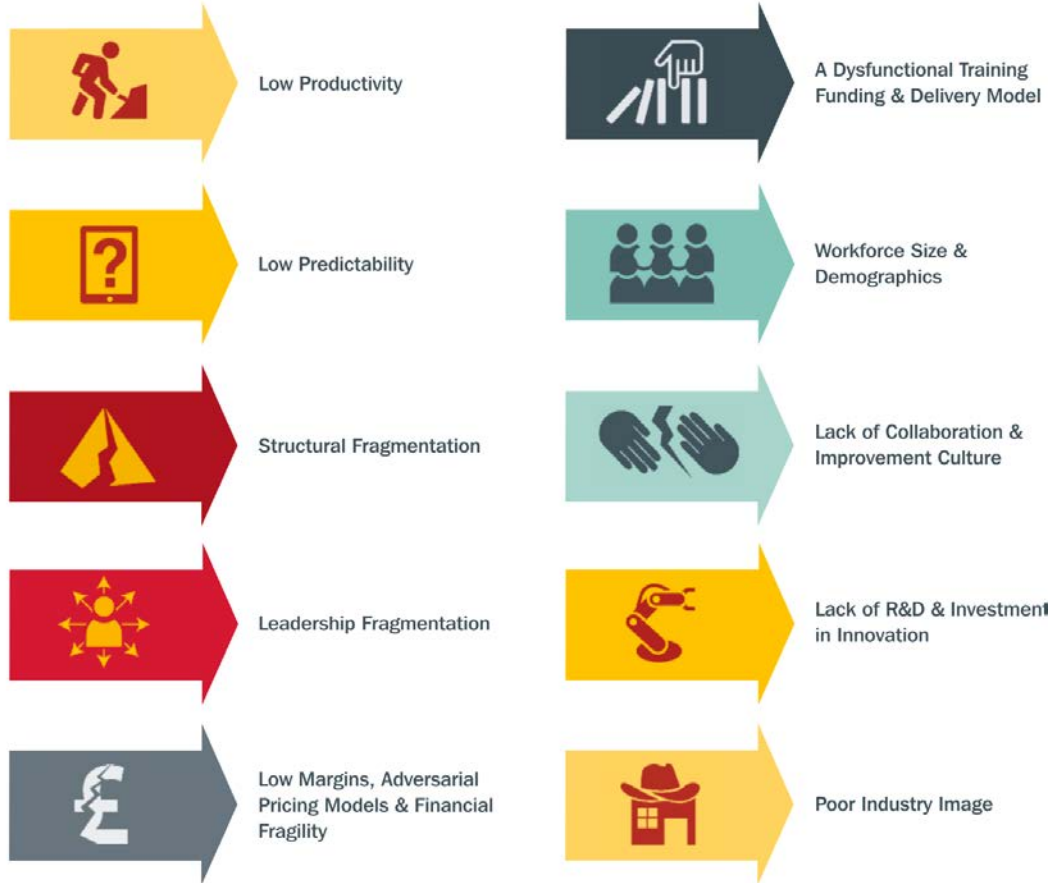 Low Productivity
Low Predictability
Structural Fragmentation
Leadership Fragmentation
Low Margins, Adversarial
Pricing Models & Financial
Fragility
A Dysfunctional Training
Funding & Delivery Model
Workforce Size &
Demographics
Lack of Collaboration &
Improvement Culture
Lack of R&D & Investment
in Innovation
Poor Industry Image